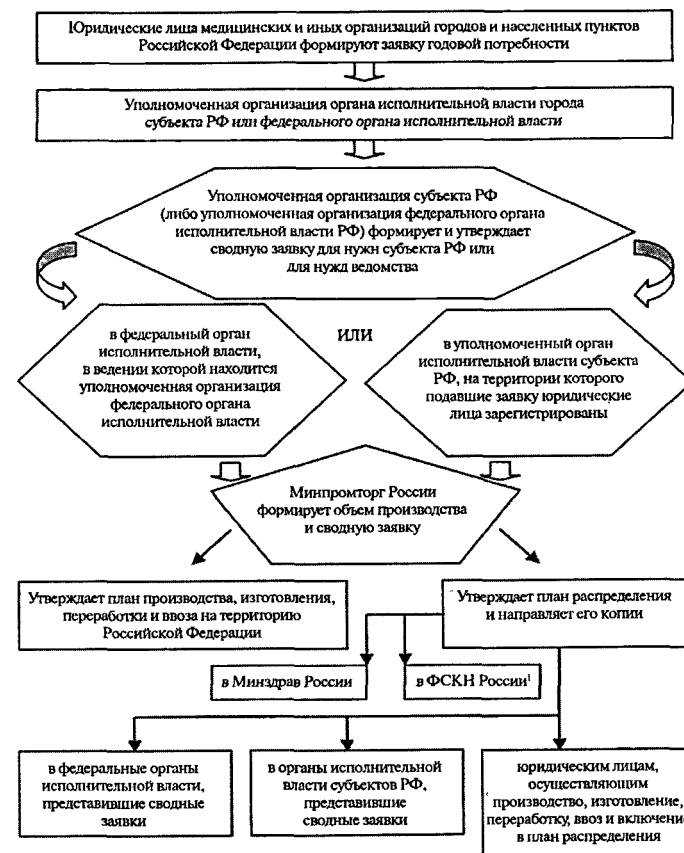 Юридические лица медицинских и иных организаций городов и населенных пунктов
Российской Федерации формируют заявку годовой потребности
Уполномоченная организация органа исполнительной власти города
субъекта РФ или федерального органа исполнительной власти
Уполномоченная организация субъекта РФ
(либо уполномоченная организация федерального органа
исполнительной власти РФ) формирует и утверждает
сводную заявку для нужн субъекта РФ или
для нужд ведомства
в федеральный орган
исполнительной власти,
в ведении которой находится
уполномоченная организация
фелерального органа
исполнительной власти
ИЛИ
в уполномоченный орган
исполнительной власти субъекта
РФ, на территории которого
подавшие заявку юридические
лица зарегистрированы
Минпромторг России
формирует объем производства
и сводную заявку
Утверждает план производства, изготовления,
переработки и ввоза на территорию
Российской Федерации
Утверждает план распределения
и направляет его копии
в Минздрав России
в ФСКН России¹
в федеральные органы
исполнительной власти,
представившие сводные
заявки
в органы исполнительной
власти субъектов РФ,
представившие
сводные заявки
юридическим лицам,
осуществляющим
производство, изготовление,
переработку, ввоз и включение
в план распределения